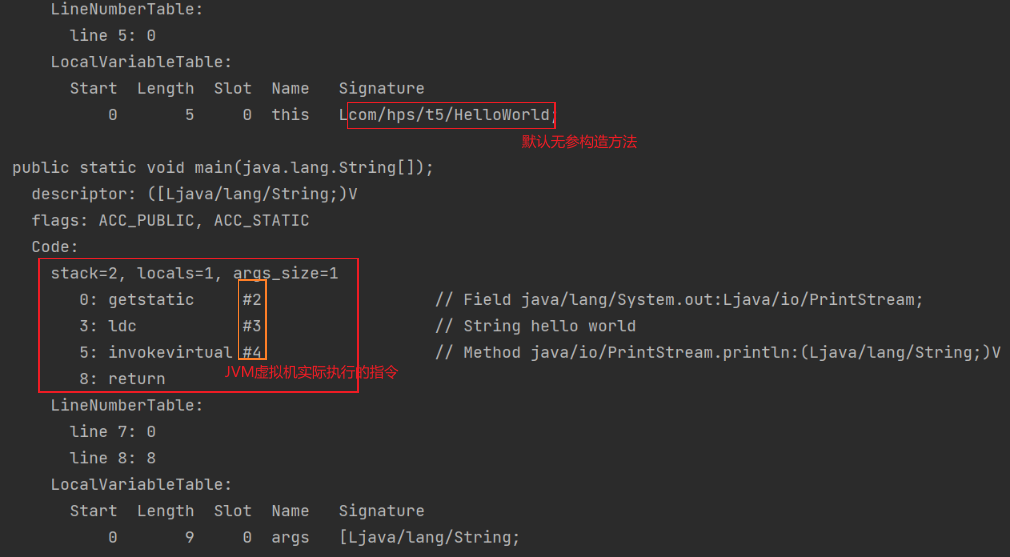 LineNumberTable:
line 5: 0
LocalVariableTable:
Start Length Slot Name Signature
0 5 0 this Lcom/hps/t5/HelloWorld;
默认无参构造方法
public static void main(java.lang.String[]);
descriptor: ([Ljava/lang/String;)V
flags: ACC_PUBLIC, ACC_STATIC
Code:
stack=2, locals=1, args_size=1
0: getstatic #2 // Field java/lang/System.out:Ljava/io/PrintStream;
3: ldc #3 // String hello world
5: invokevirtual #4 // Method java/io/PrintStream.println:(Ljava/lang/String;)V
JVM虚拟机实际执行的指令
8: return
LineNumberTable:
line 7: 0
line 8: 8
LocalVariableTable:
Start Length Slot Name Signature
0 9 0 args [Ljava/lang/String;